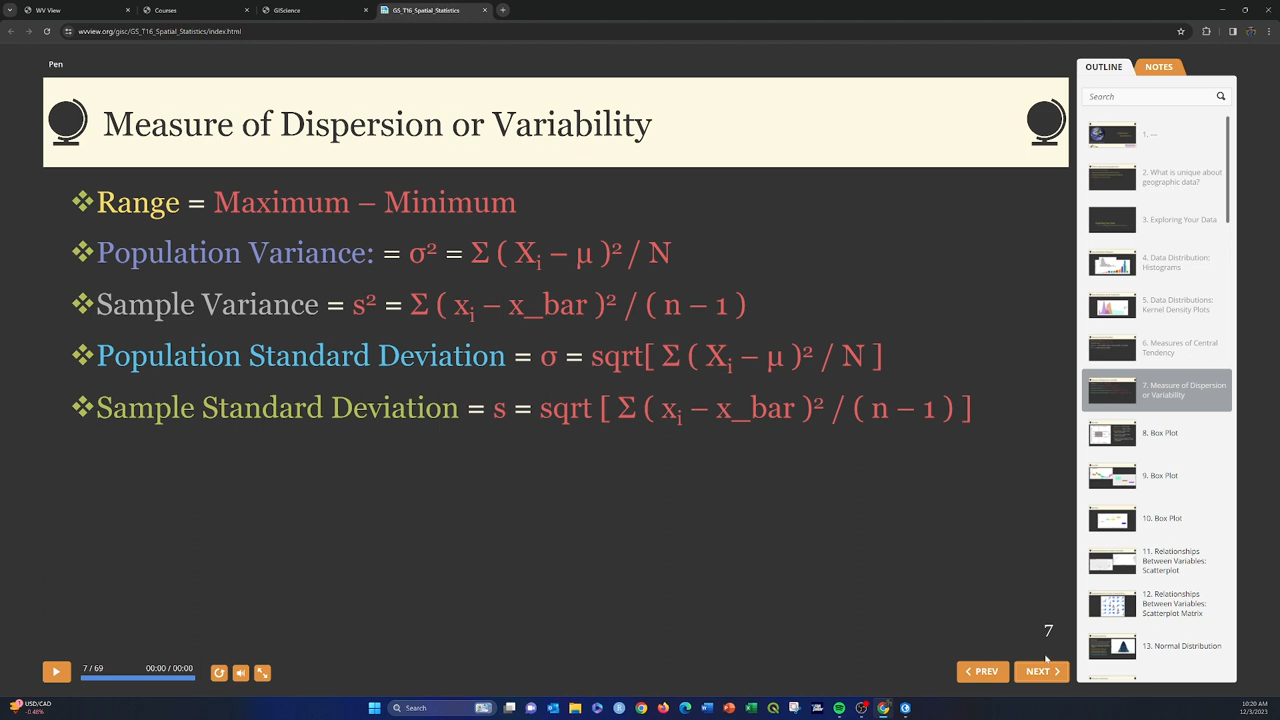 WV View
Courses
GIScience
GS_T16_Spatial_Statistics
wvview.org/gisc/GS_T16_Spatial_Statistics/index.html
Pen
Measure of Dispersion or Variability
❖Range = Maximum – Minimum
❖Population Variance: = σ² = Σ ( Xᵢ – μ )² / N
❖Sample Variance = s² = Σ ( xᵢ – x_bar )² / ( n – 1 )
❖Population Standard Deviation = σ = sqrt[ Σ ( Xᵢ – μ )² / N ]
❖Sample Standard Deviation = s = sqrt [ Σ ( xᵢ – x_bar )² / ( n – 1 ) ]
7
7 / 69
00:00 / 00:00
PREV
NEXT
OUTLINE
NOTES
Search
1. ---
2. What is unique about
geographic data?
3. Exploring Your Data
4. Data Distribution:
Histograms
5. Data Distributions:
Kernel Density Plots
6. Measures of Central
Tendency
7. Measure of Dispersion
or Variability
8. Box Plot
9. Box Plot
10. Box Plot
11. Relationships
Between Variables:
Scatterplot
12. Relationships
Between Variables:
Scatterplot Matrix
13. Normal Distribution
USD/CAD
-0.48%
Search
10:20 AM
12/3/2023